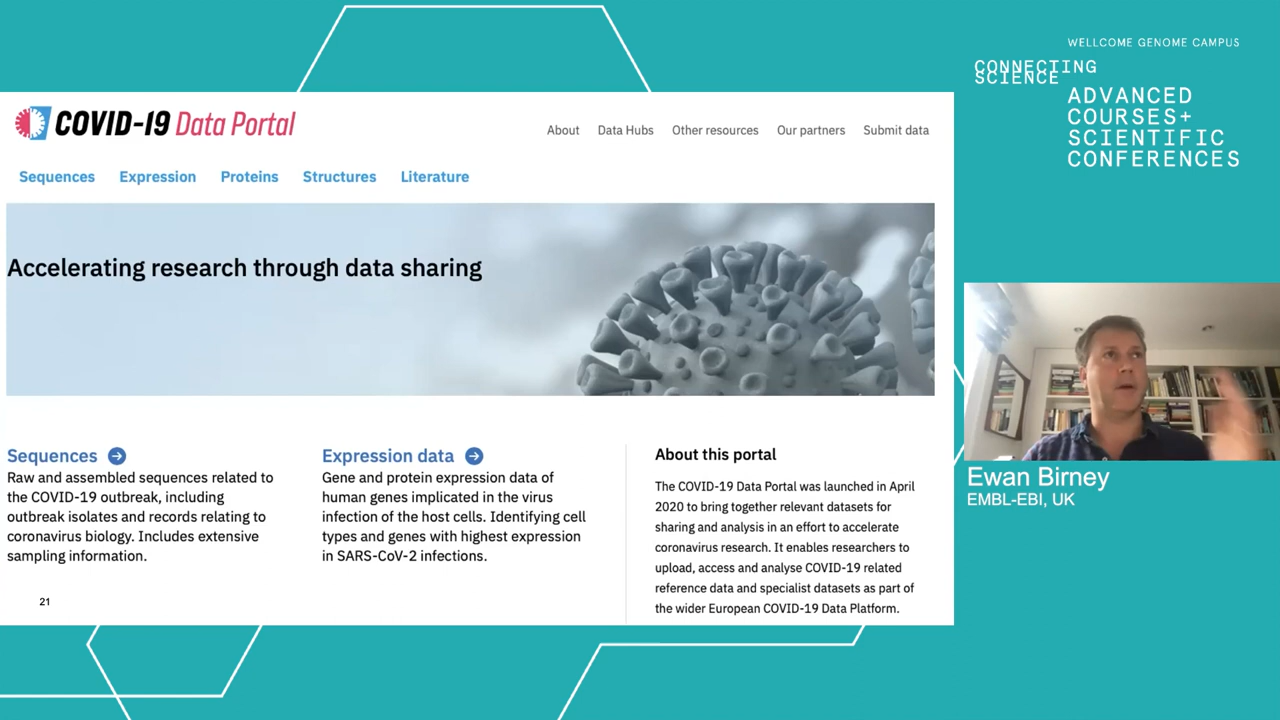 WELLCOME GENOME CAMPUS
CONNECTING
SCIENCE
ADVANCED
COURSES+
SCIENTIFIC
CONFERENCES
COVID-19 Data Portal
About Data Hubs Other resources Our partners Submit data
Sequences Expression Proteins Structures Literature
Accelerating research through data sharing
Sequences
Raw and assembled sequences related to
the COVID-19 outbreak, including
outbreak isolates and records relating to
coronavirus biology. Includes extensive
sampling information.
Expression data
Gene and protein expression data of
human genes implicated in the virus
infection of the host cells. Identifying cell
types and genes with highest expression
in SARS-CoV-2 infections.
About this portal
The COVID-19 Data Portal was launched in April
2020 to bring together relevant datasets for
sharing and analysis in an effort to accelerate
coronavirus research. It enables researchers to
upload, access and analyse COVID-19 related
reference data and specialist datasets as part of
the wider European COVID-19 Data Platform.
21
Ewan Birney
EMBL-EBI, UK